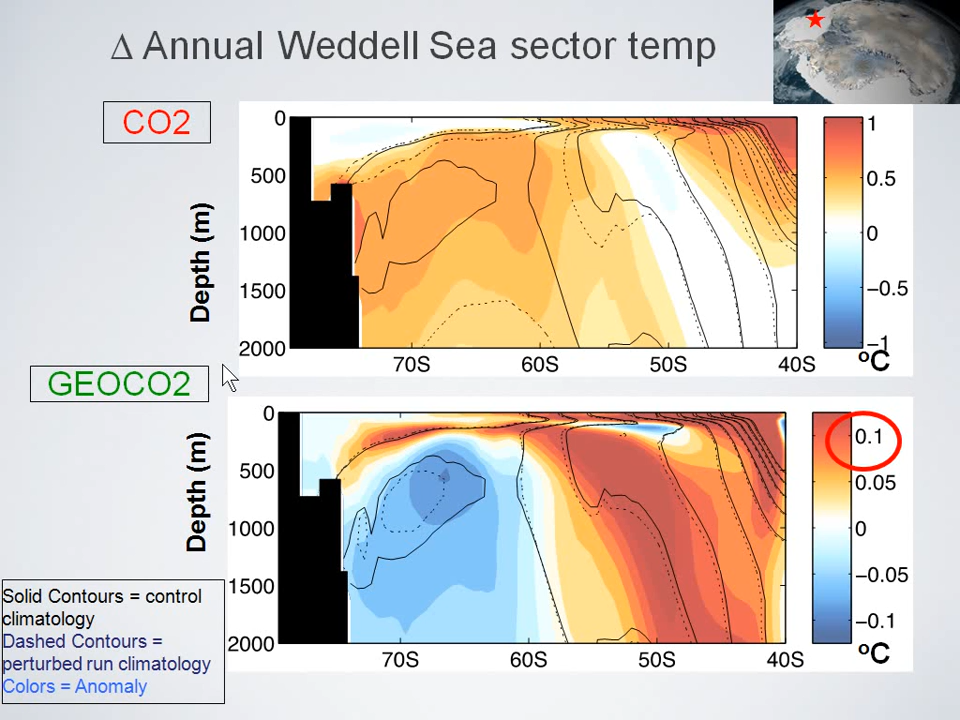 Δ Annual Weddell Sea sector temp
CO2
Depth (m)
0
500
1000
1500
2000
70S
60S
50S
40S
1
0.5
0
−0.5
−1
°C
GEOCO2
Depth (m)
0
500
1000
1500
2000
70S
60S
50S
40S
0.1
0.05
0
−0.05
−0.1
°C
Solid Contours = control
climatology
Dashed Contours =
perturbed run climatology
Colors = Anomaly